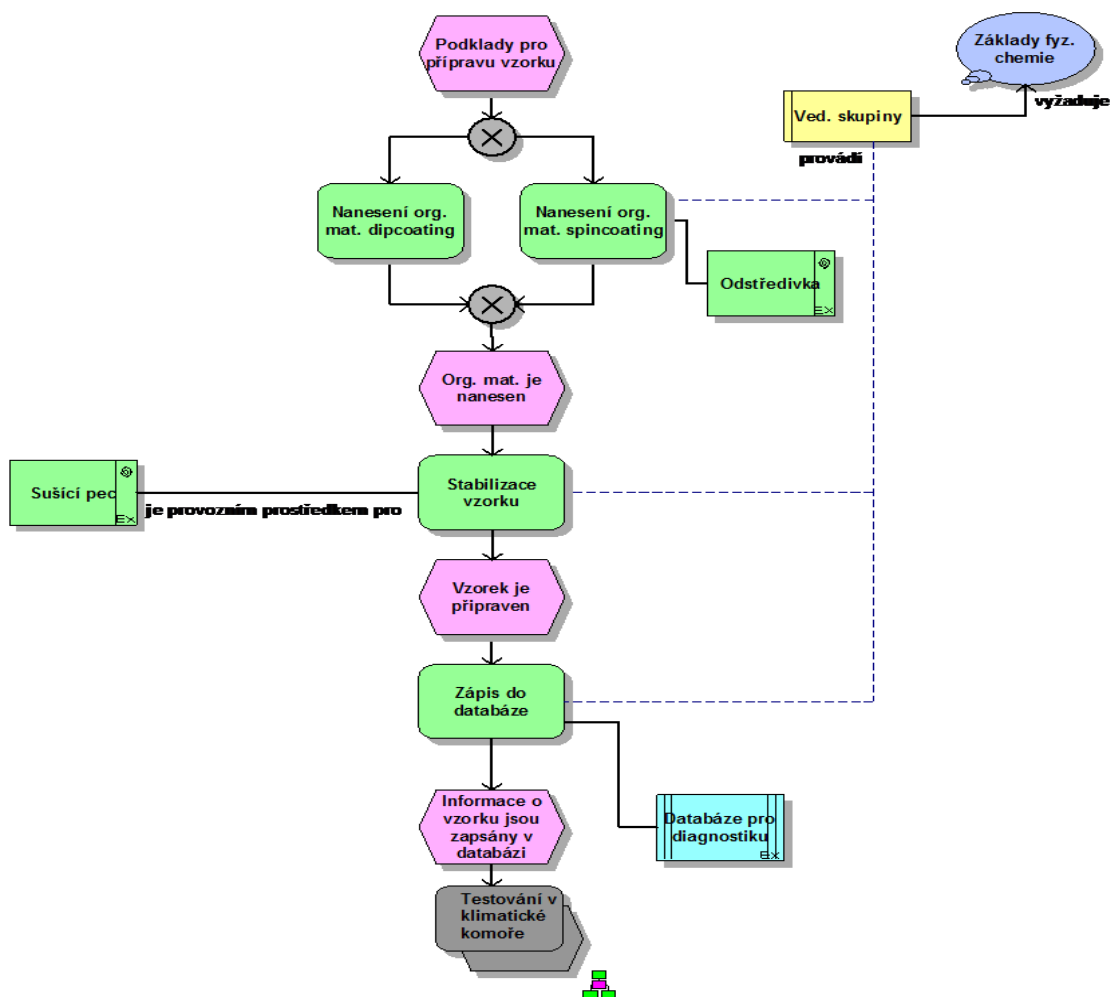 Podklady pro
přípravu vzorku
Základy fyz.
chemie
vyžaduje
Ved. skupiny
provádí
Nanesení org.
mat. dipcoating
Nanesení org.
mat. spincoating
Odstředivka
EX
Org. mat. je
nanesen
Sušící pec
EX
je provozním prostředkem pro
Stabilizace
vzorku
Vzorek je
připraven
Zápis do
databáze
Informace o
vzorku jsou
zapsány v
databázi
Databáze pro
diagnostiku
EX
Testování v
klimatické
komoře